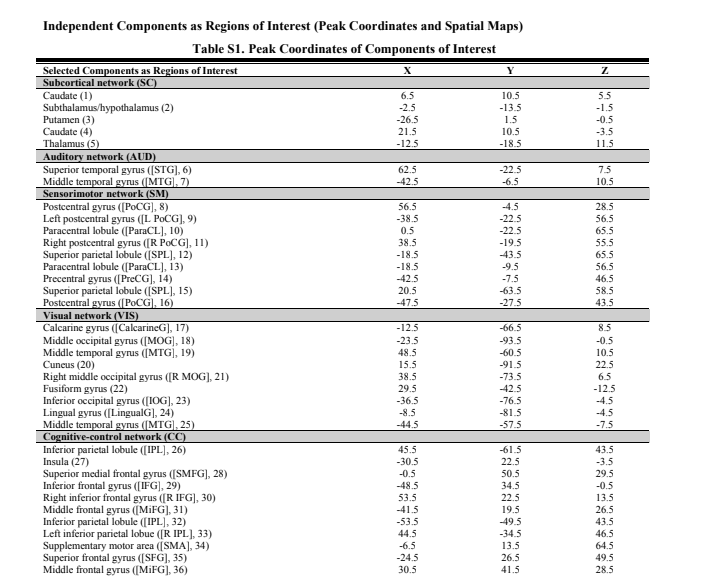 Independent Components as Regions of Interest (Peak Coordinates and Spatial Maps)
Table S1. Peak Coordinates of Components of Interest
Selected Components as Regions of Interest X Y Z
Subcortical network (SC)
Caudate (1) 6.5 10.5 5.5
Subthalamus/hypothalamus (2) -2.5 -13.5 -1.5
Putamen (3) -26.5 1.5 -0.5
Caudate (4) 21.5 10.5 -3.5
Thalamus (5) -12.5 -18.5 11.5
Auditory network (AUD)
Superior temporal gyrus ([STG], 6) 62.5 -22.5 7.5
Middle temporal gyrus ([MTG], 7) -42.5 -6.5 10.5
Sensorimotor network (SM)
Postcentral gyrus ([PoCG], 8) 56.5 -4.5 28.5
Left postcentral gyrus ([L PoCG], 9) -38.5 -22.5 56.5
Paracentral lobule ([ParaCL], 10) 0.5 -22.5 65.5
Right postcentral gyrus ([R PoCG], 11) 38.5 -19.5 55.5
Superior parietal lobule ([SPL], 12) -18.5 -43.5 65.5
Paracentral lobule ([ParaCL], 13) -18.5 -9.5 56.5
Precentral gyrus ([PreCG], 14) -42.5 -7.5 46.5
Superior parietal lobule ([SPL], 15) 20.5 -63.5 58.5
Postcentral gyrus ([PoCG], 16) -47.5 -27.5 43.5
Visual network (VIS)
Calcarine gyrus ([CalcarineG], 17) -12.5 -66.5 8.5
Middle occipital gyrus ([MOG], 18) -23.5 -93.5 -0.5
Middle temporal gyrus ([MTG], 19) 48.5 -60.5 10.5
Cuneus (20) 15.5 -91.5 22.5
Right middle occipital gyrus ([R MOG], 21) 38.5 -73.5 6.5
Fusiform gyrus (22) 29.5 -42.5 -12.5
Inferior occipital gyrus ([IOG], 23) -36.5 -76.5 -4.5
Lingual gyrus ([LingualG], 24) -8.5 -81.5 -4.5
Middle temporal gyrus ([MTG], 25) -44.5 -57.5 -7.5
Cognitive-control network (CC)
Inferior parietal lobule ([IPL], 26) 45.5 -61.5 43.5
Insula (27) -30.5 22.5 -3.5
Superior medial frontal gyrus ([SMFG], 28) -0.5 50.5 29.5
Inferior frontal gyrus ([IFG], 29) -48.5 34.5 -0.5
Right inferior frontal gyrus ([R IFG], 30) 53.5 22.5 13.5
Middle frontal gyrus ([MiFG], 31) -41.5 19.5 26.5
Inferior parietal lobule ([IPL], 32) -53.5 -49.5 43.5
Left inferior parietal lobue ([R IPL], 33) 44.5 -34.5 46.5
Supplementary motor area ([SMA], 34) -6.5 13.5 64.5
Superior frontal gyrus ([SFG], 35) -24.5 26.5 49.5
Middle frontal gyrus ([MiFG], 36) 30.5 41.5 28.5